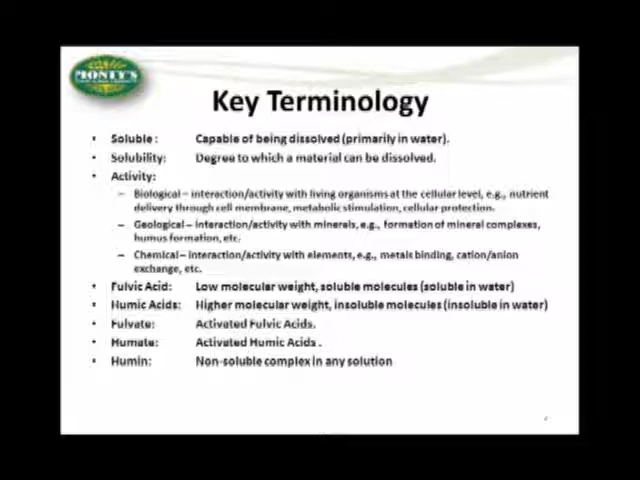 MONTY'S
Key Terminology
• Soluble : Capable of being dissolved (primarily in water).
• Solubility: Degree to which a material can be dissolved.
• Activity:
– Biological – interaction/activity with living organisms at the cellular level, e.g., nutrient
delivery through cell membrane, metabolic stimulation, cellular protection.
– Geological – interaction/activity with minerals, e.g., formation of mineral complexes,
humus formation, etc.
– Chemical – interaction/activity with elements, e.g., metals binding, cation/anion
exchange, etc.
• Fulvic Acid: Low molecular weight, soluble molecules (soluble in water)
• Humic Acids: Higher molecular weight, insoluble molecules (insoluble in water)
• Fulvate: Activated Fulvic Acids.
• Humate: Activated Humic Acids .
• Humin: Non-soluble complex in any solution